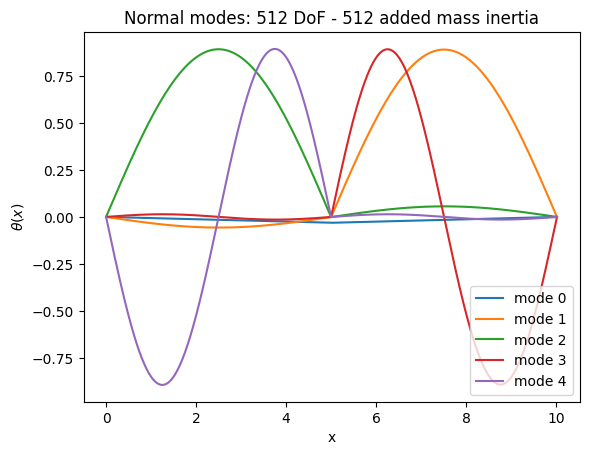 Normal modes: 512 DoF - 512 added mass inertia
θ(x)
0.75
0.50
0.25
0.00
−0.25
−0.50
−0.75
mode 0
mode 1
mode 2
mode 3
mode 4
0 2 4 6 8 10
x